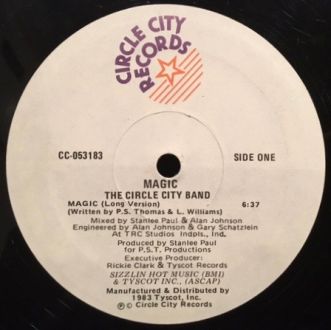 CIRCLE CITY
RECORDS
CC-053183
SIDE ONE
MAGIC
THE CIRCLE CITY BAND
MAGIC (Long Version) 6:37
(Written by P.S. Thomas & L. Williams)
Mixed by Stanlee Paul & Alan Johnson
Engineered by Alan Johnson & Gary Schatzlein
At TRC Studios Indpls., Ind.
Produced by Stanlee Paul
for P.S.T. Productions
Executive Producer:
Rickie Clark & Tyscot Records
SIZZLIN HOT MUSIC (BMI)
& TYSCOT INC., (ASCAP)
Manufactured & Distributed by
1983 Tyscot, Inc.
℗ © Circle City Records